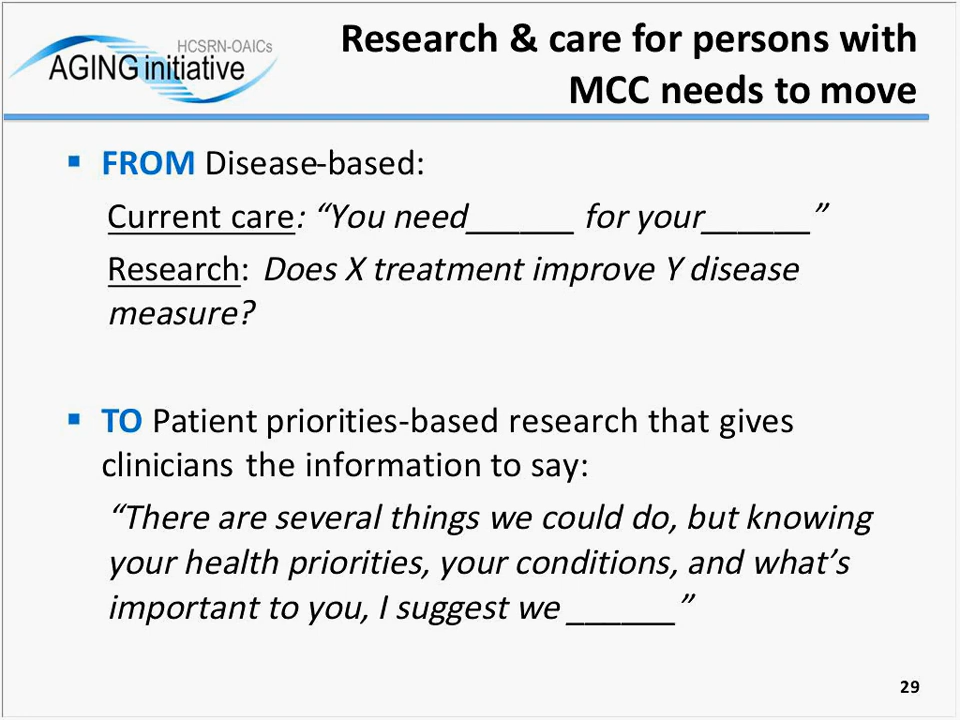 HCSRN-OAICs
AGING initiative
Research & care for persons with
MCC needs to move
▪ FROM Disease-based:
Current care: “You need______ for your______”
Research: Does X treatment improve Y disease
measure?
▪ TO Patient priorities-based research that gives
clinicians the information to say:
“There are several things we could do, but knowing
your health priorities, your conditions, and what’s
important to you, I suggest we ______”
29